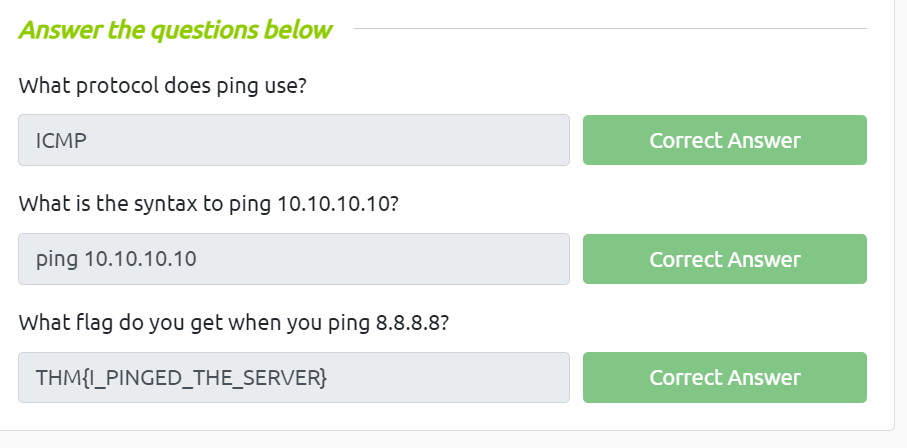 Answer the questions below
What protocol does ping use?
ICMP
Correct Answer
What is the syntax to ping 10.10.10.10?
ping 10.10.10.10
Correct Answer
What flag do you get when you ping 8.8.8.8?
THM{I_PINGED_THE_SERVER}
Correct Answer